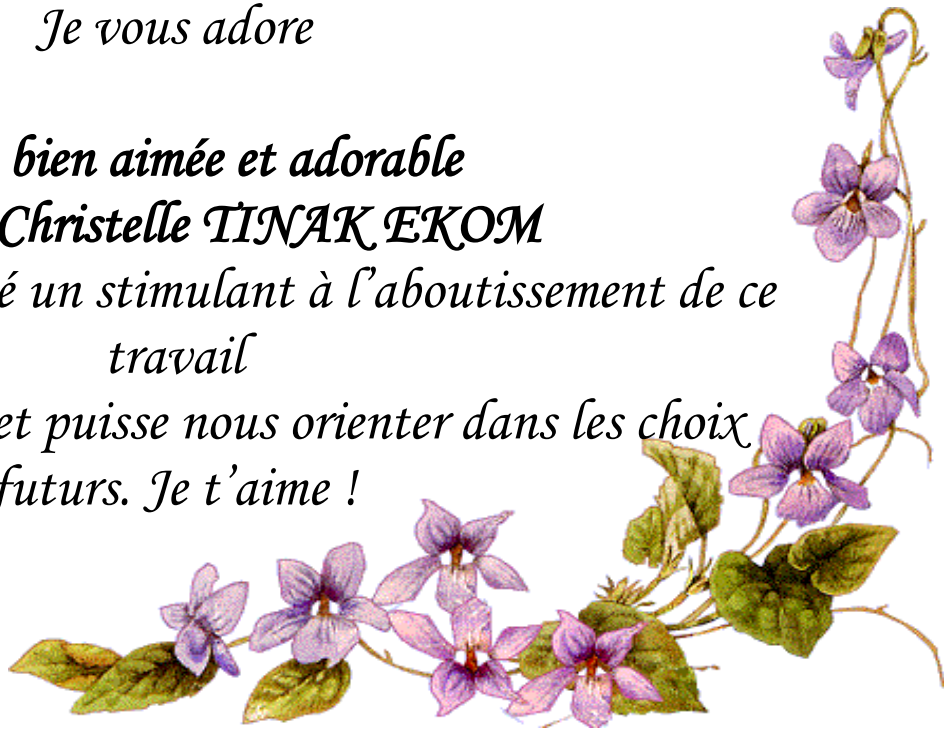 Je vous adore
bien aimée et adorable
Christelle TINAK EKOM
é un stimulant à l’aboutissement de ce
travail
et puisse nous orienter dans les choix
futurs. Je t’aime !